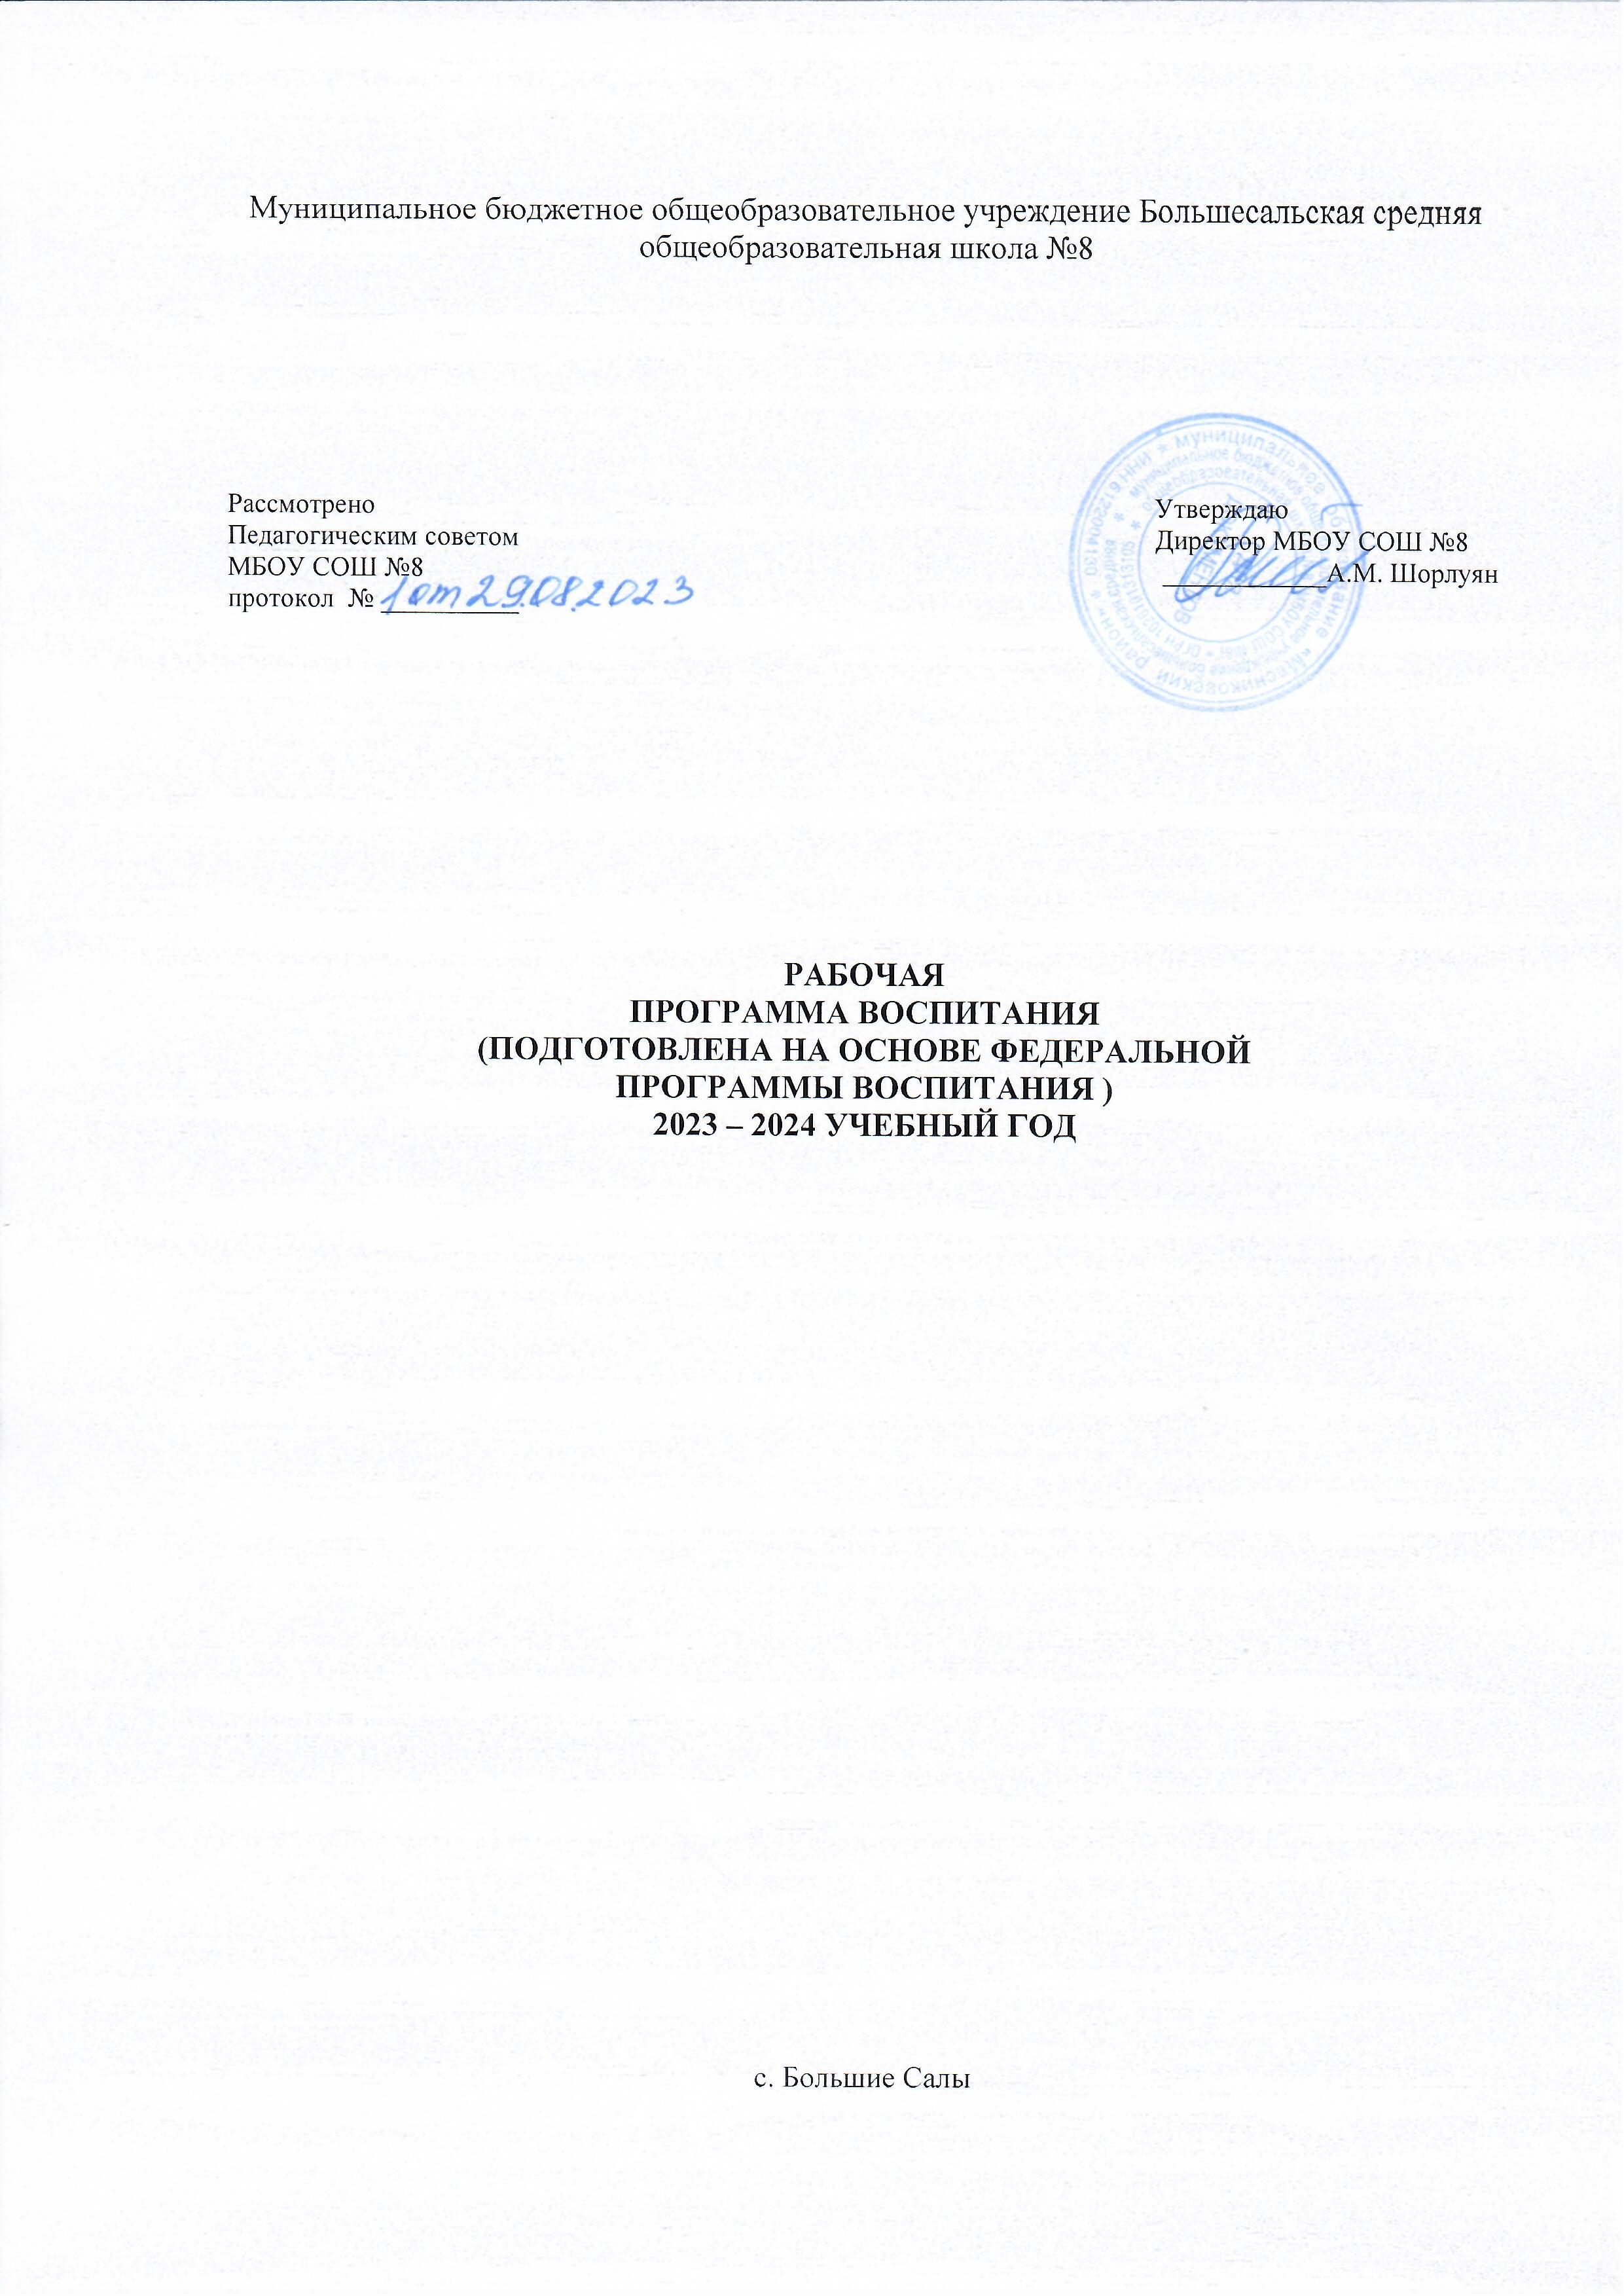 Муниципальное бюджетное общеобразовательное учреждение Большесальская средняя
общеобразовательная школа №8
Рассмотрено
Педагогическим советом
МБОУ СОШ №8
протокол № 1 от 29.08.2023
Утверждаю
Директор МБОУ СОШ №8
____________А.М. Шорлуян
РАБОЧАЯ
ПРОГРАММА ВОСПИТАНИЯ
(ПОДГОТОВЛЕНА НА ОСНОВЕ ФЕДЕРАЛЬНОЙ
ПРОГРАММЫ ВОСПИТАНИЯ )
2023 – 2024 УЧЕБНЫЙ ГОД
с. Большие Салы